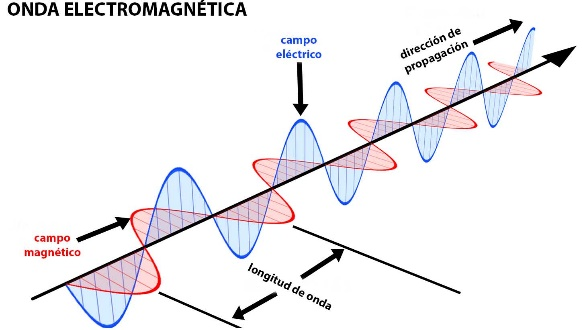 ONDA ELECTROMAGNÉTICA
campo
eléctrico
dirección de
propagación
campo
magnético
longitud de onda